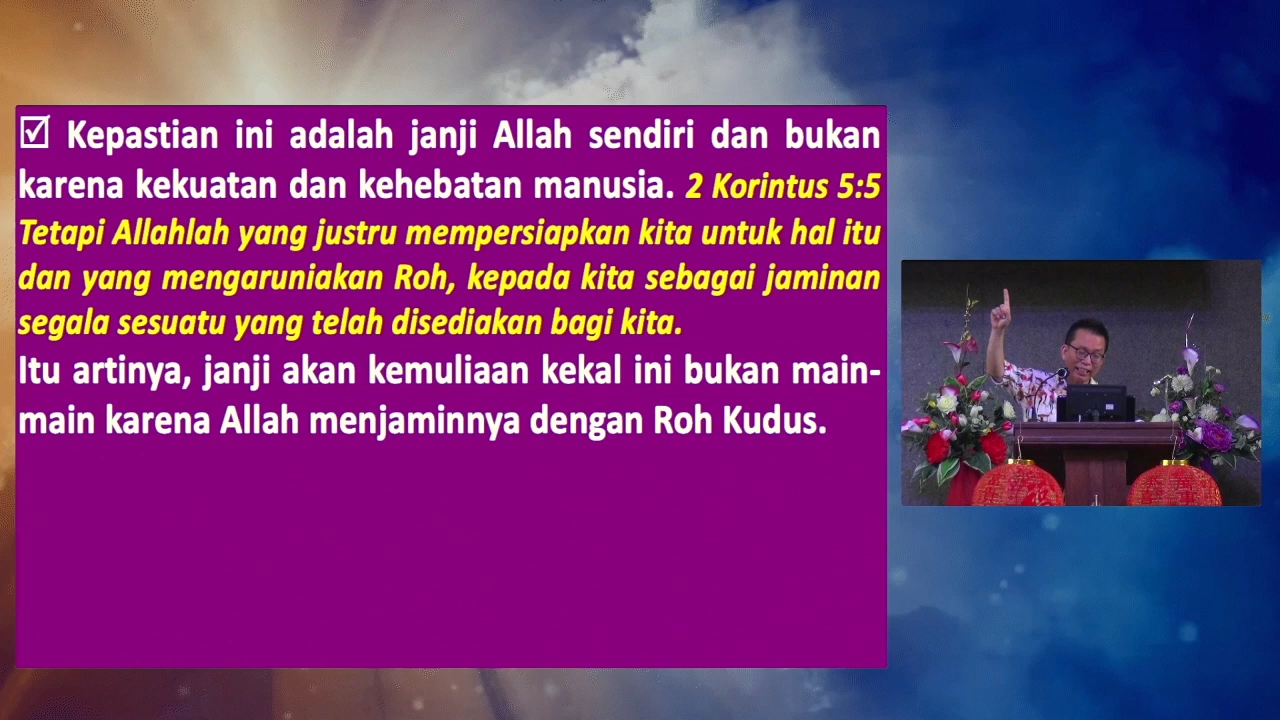 ☑ Kepastian ini adalah janji Allah sendiri dan bukan
karena kekuatan dan kehebatan manusia. 2 Korintus 5:5
Tetapi Allahlah yang justru mempersiapkan kita untuk hal itu
dan yang mengaruniakan Roh, kepada kita sebagai jaminan
segala sesuatu yang telah disediakan bagi kita.
Itu artinya, janji akan kemuliaan kekal ini bukan main-
main karena Allah menjaminnya dengan Roh Kudus.